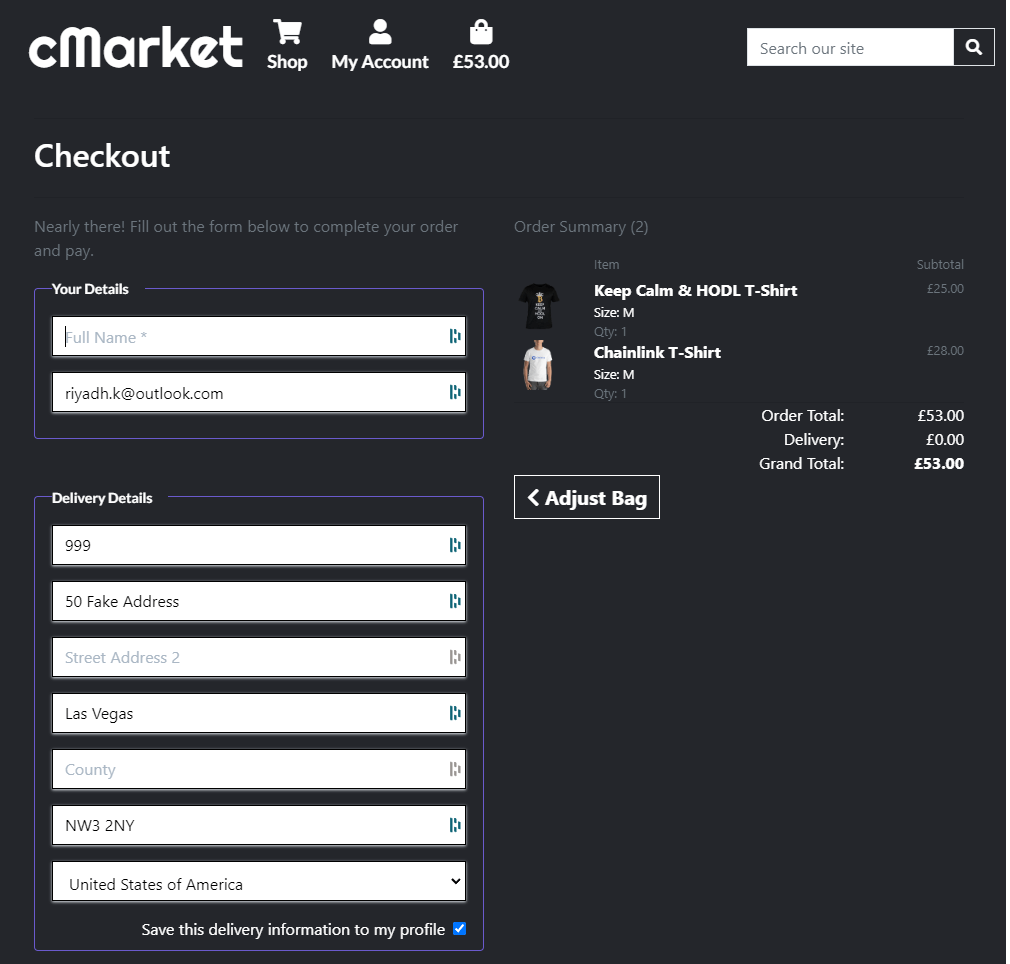 cMarket
Shop
My Account
£53.00
Search our site
Checkout
Nearly there! Fill out the form below to complete your order
and pay.
Your Details
Full Name *
riyadh.k@outlook.com
Delivery Details
999
50 Fake Address
Street Address 2
Las Vegas
County
NW3 2NY
United States of America
Save this delivery information to my profile
Order Summary (2)
Item Subtotal
Keep Calm & HODL T-Shirt £25.00
Size: M
Qty: 1
KEEP
CALM
HODL
ON
Chainlink T-Shirt £28.00
Size: M
Qty: 1
Order Total: £53.00
Delivery: £0.00
Grand Total: £53.00
Adjust Bag